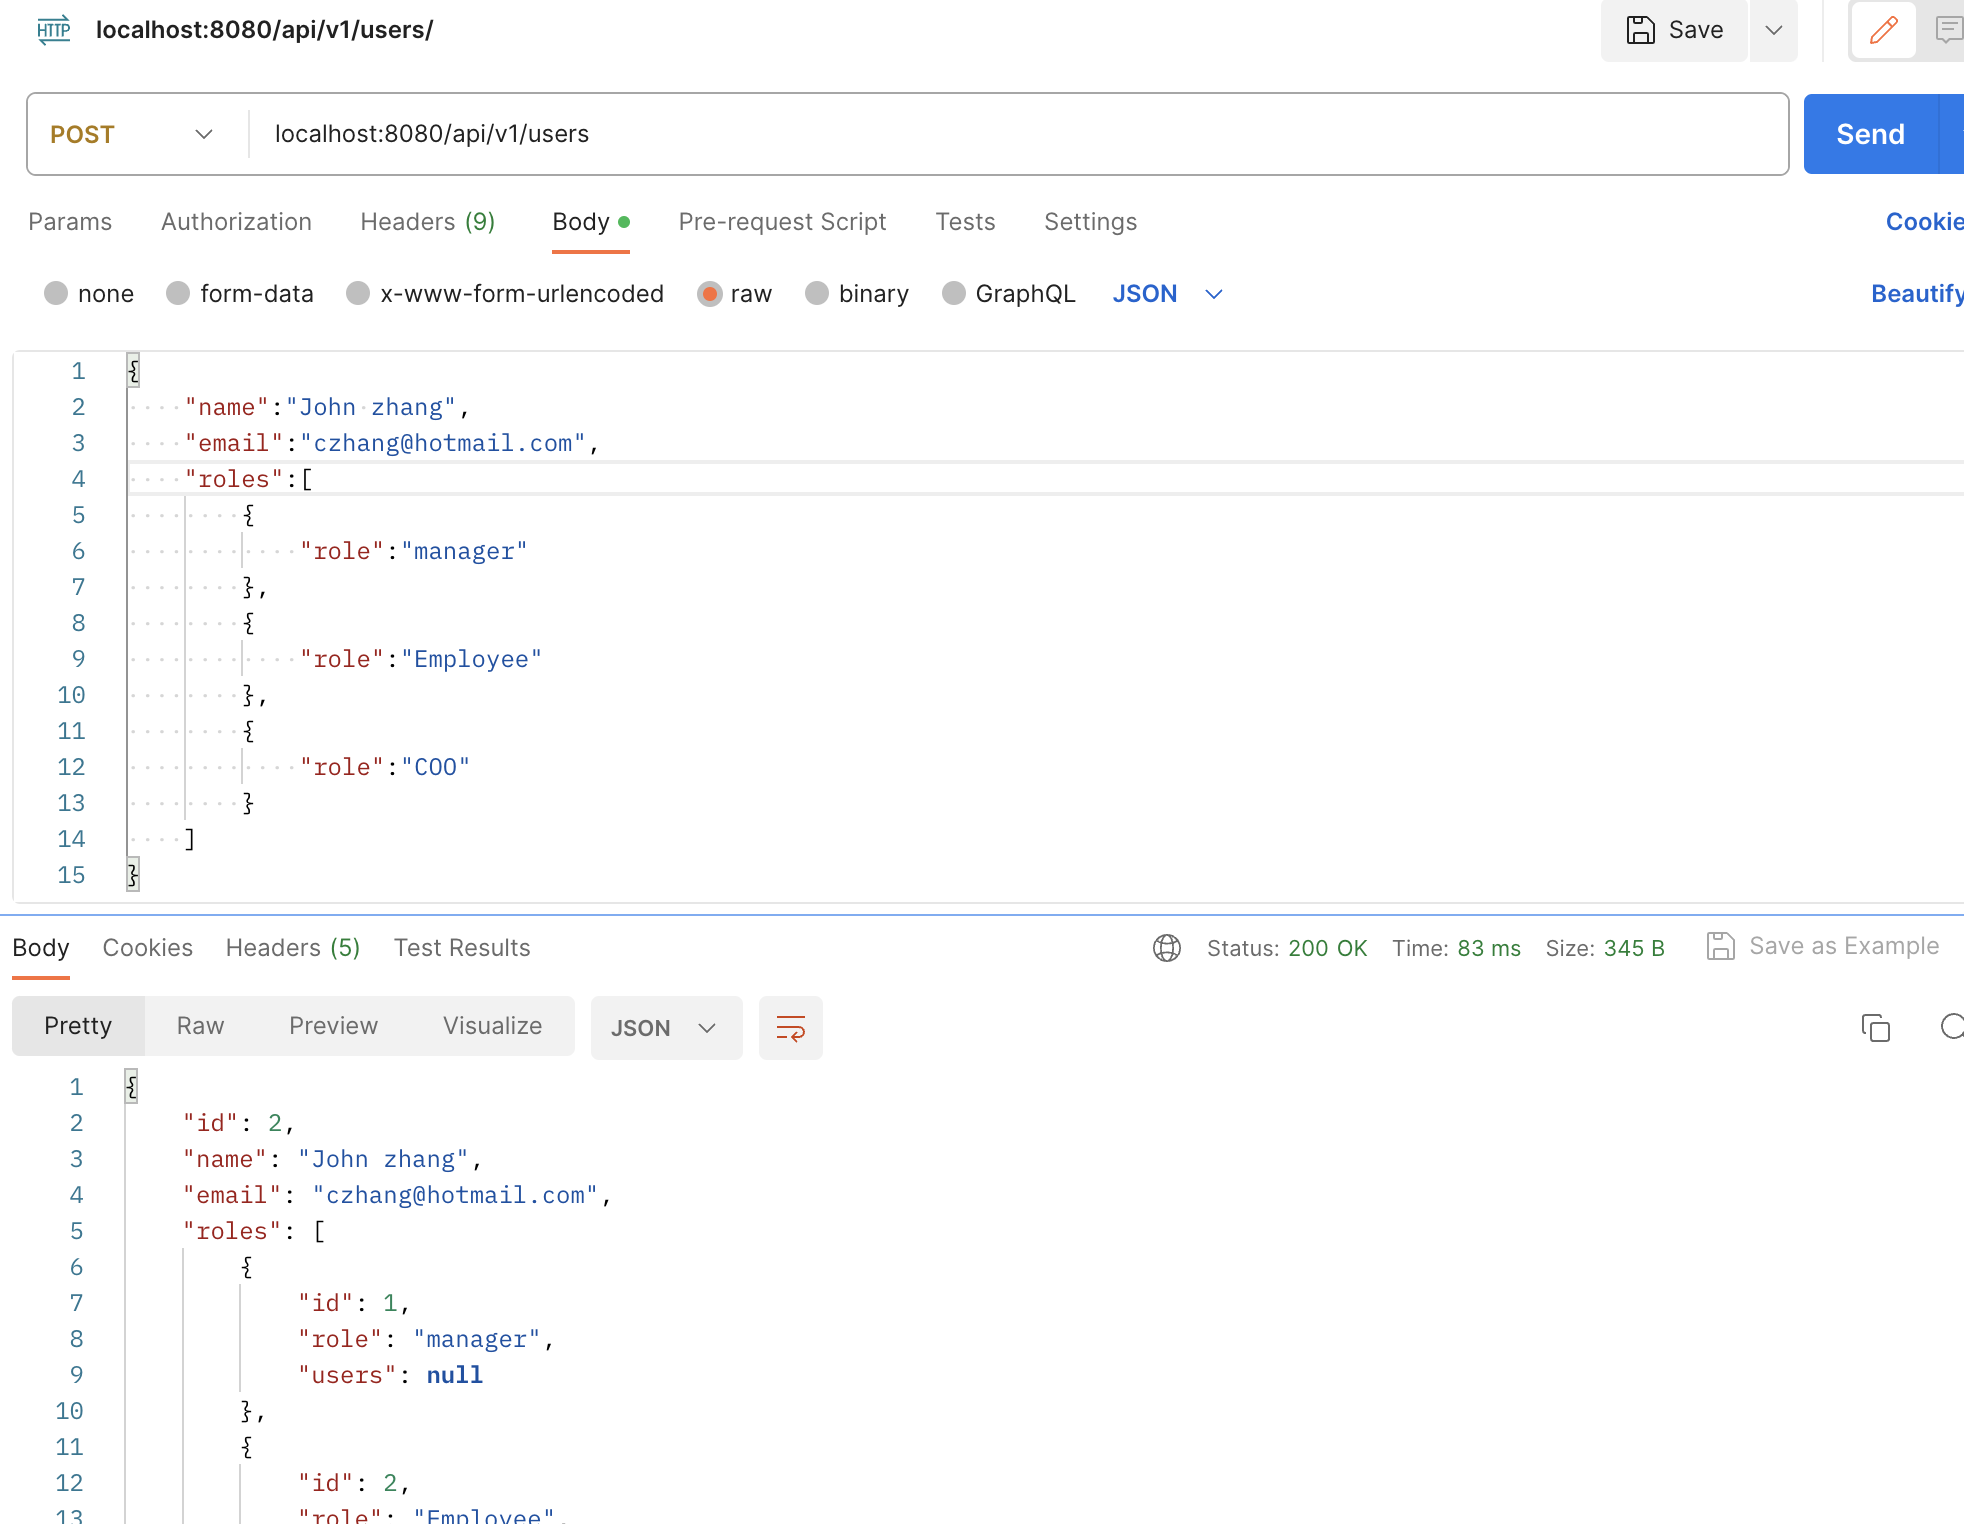 HTTP localhost:8080/api/v1/users/ Save
POST localhost:8080/api/v1/users Send
Params Authorization Headers (9) Body Pre-request Script Tests Settings Cookie
none form-data x-www-form-urlencoded raw binary GraphQL JSON Beautify
1 {
2 "name":"John zhang",
3 "email":"czhang@hotmail.com",
4 "roles":[
5 {
6 "role":"manager"
7 },
8 {
9 "role":"Employee"
10 },
11 {
12 "role":"COO"
13 }
14 ]
15 }
Body Cookies Headers (5) Test Results Status: 200 OK Time: 83 ms Size: 345 B Save as Example
Pretty Raw Preview Visualize JSON
1 {
2 "id": 2,
3 "name": "John zhang",
4 "email": "czhang@hotmail.com",
5 "roles": [
6 {
7 "id": 1,
8 "role": "manager",
9 "users": null
10 },
11 {
12 "id": 2,
13 "role": "Employee",